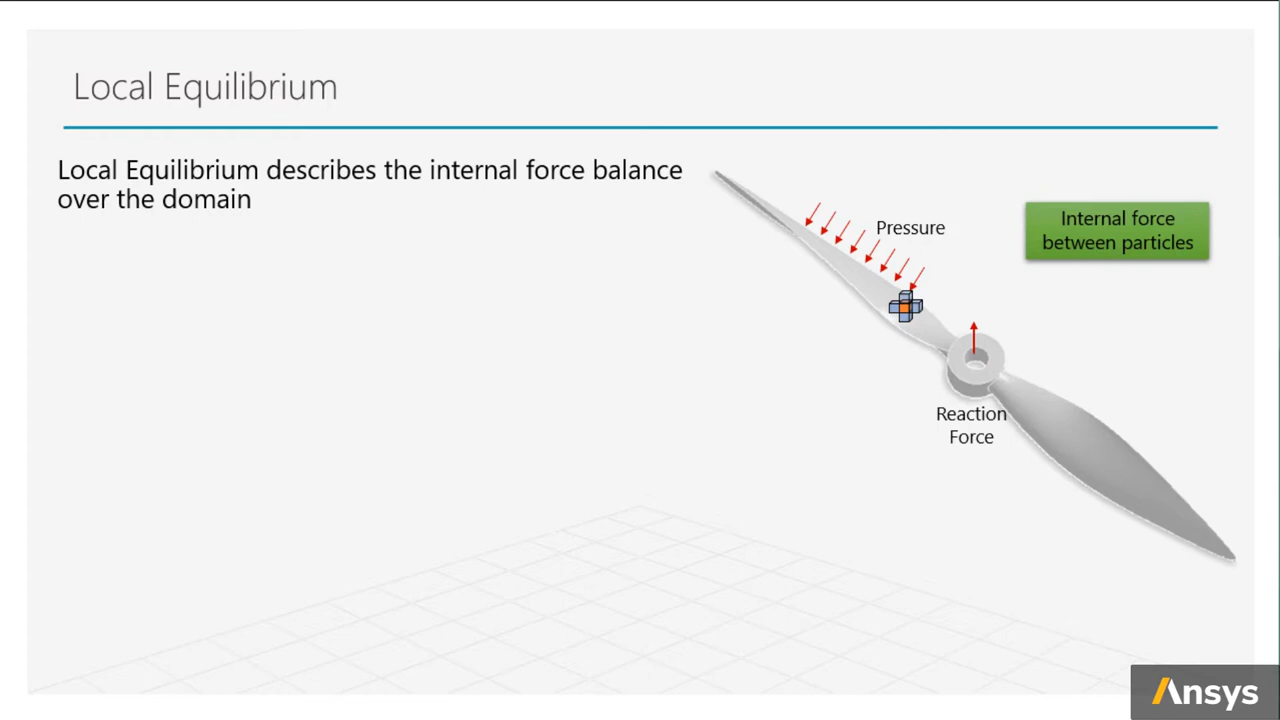 Local Equilibrium
Local Equilibrium describes the internal force balance
over the domain
Pressure
Internal force
between particles
Reaction
Force
Ansys